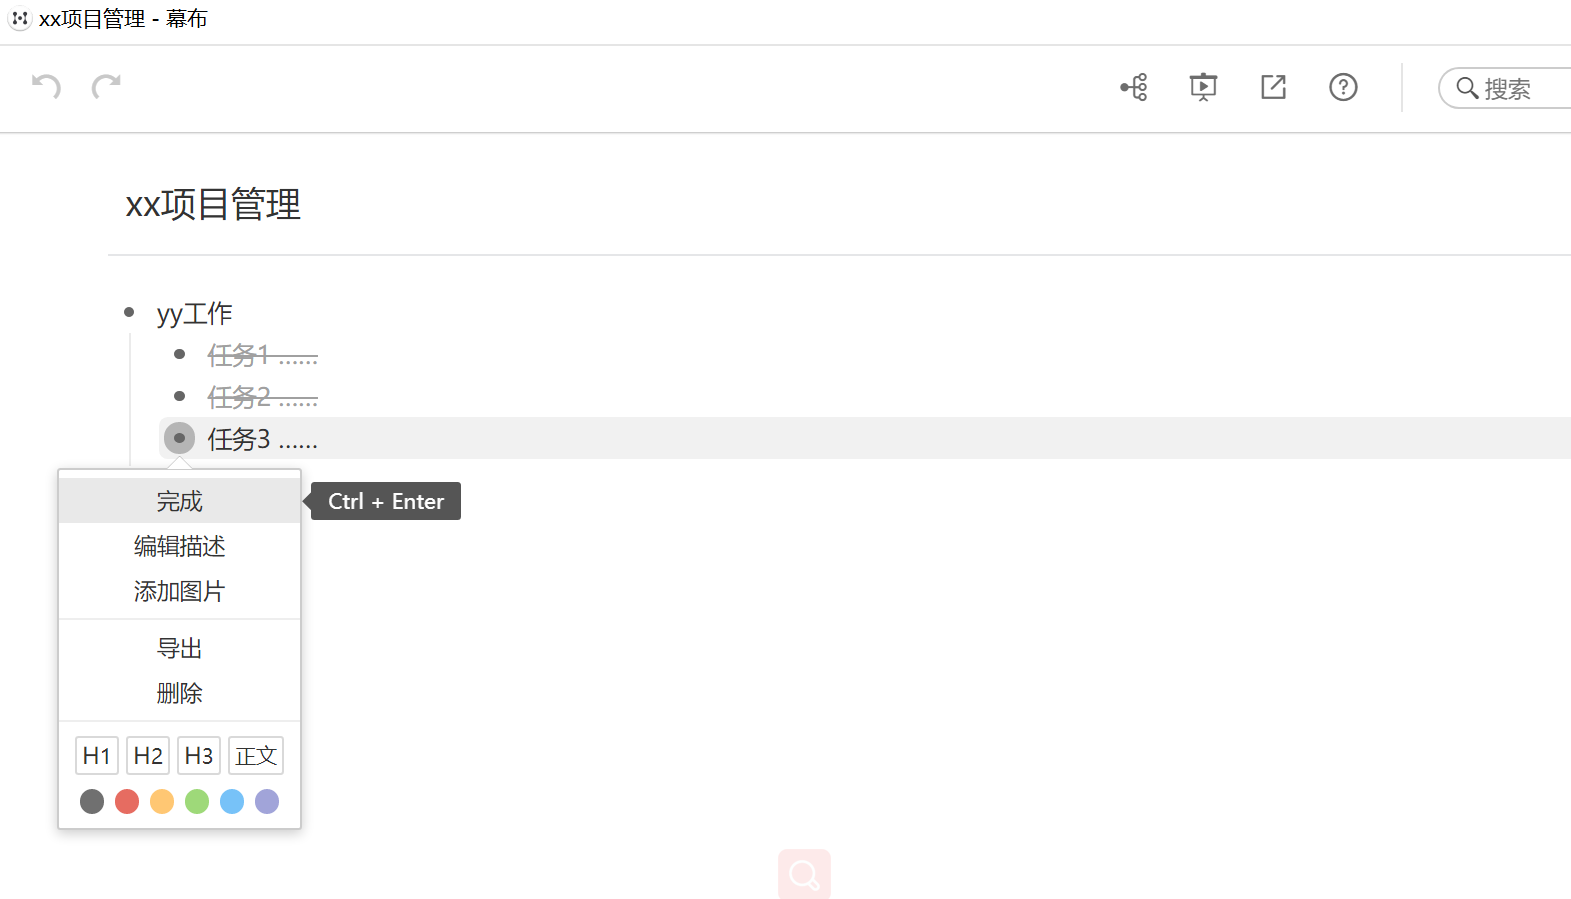 xx项目管理 - 幕布
搜索
xx项目管理
yy工作
任务1 ......
任务2 ......
任务3 ......
完成
Ctrl + Enter
编辑描述
添加图片
导出
删除
H1 H2 H3 正文